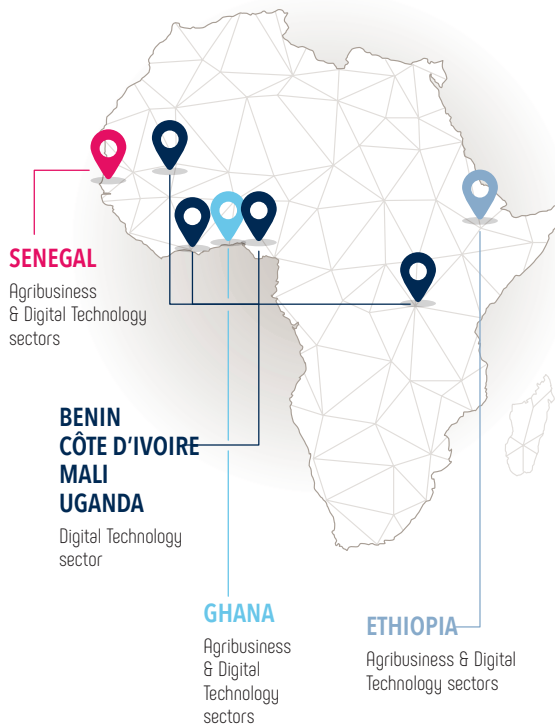 SENEGAL
Agribusiness
& Digital Technology
sectors
BENIN
CÔTE D'IVOIRE
MALI
UGANDA
Digital Technology
sector
GHANA
Agribusiness
& Digital
Technology
sectors
ETHIOPIA
Agribusiness & Digital
Technology sectors